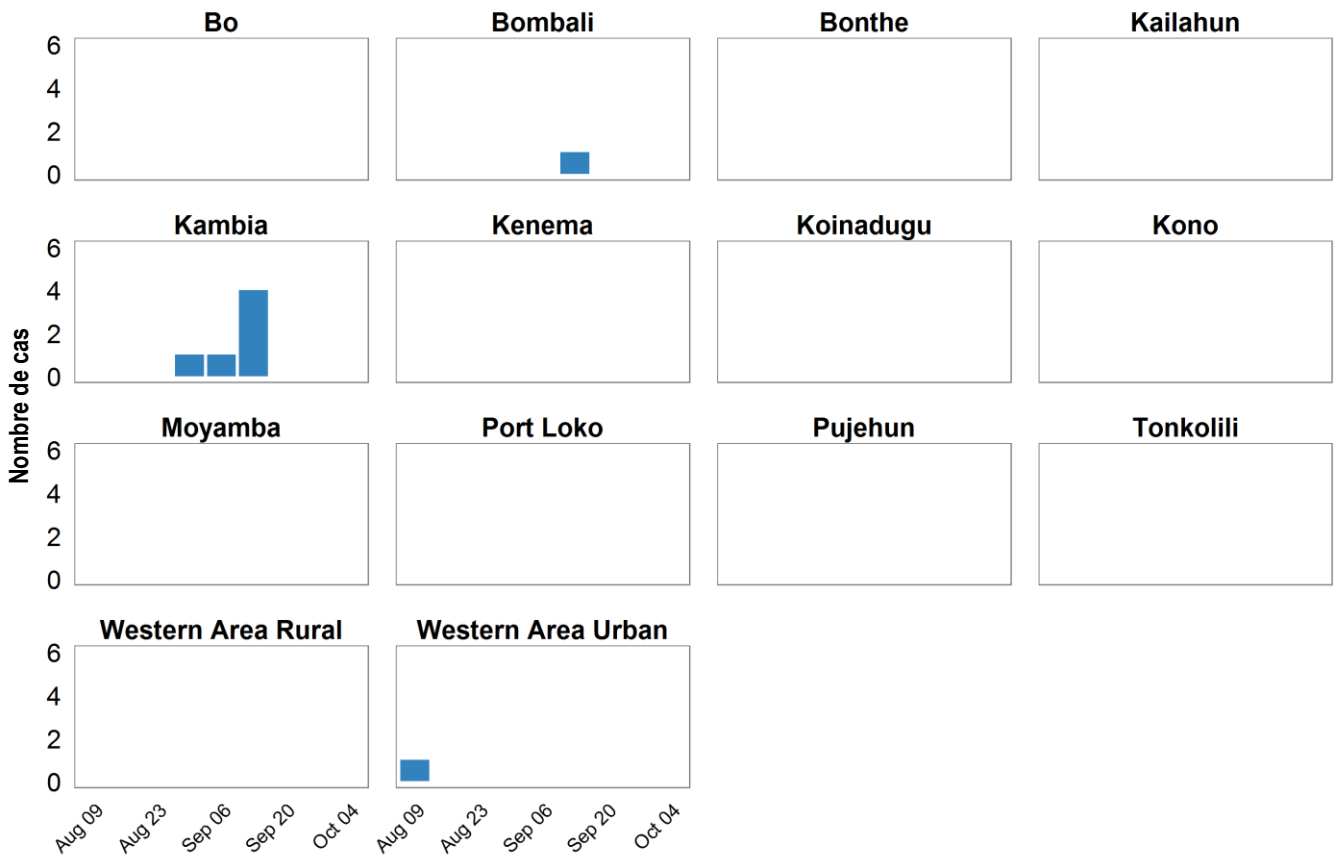 Bo Bombali Bonthe Kailahun
6
4
2
0
Kambia Kenema Koinadugu Kono
6
4
2
0
Nombre de cas
Moyamba Port Loko Pujehun Tonkolili
6
4
2
0
Western Area Rural Western Area Urban
6
4
2
0
Aug 09 Aug 23 Sep 06 Sep 20 Oct 04 Aug 09 Aug 23 Sep 06 Sep 20 Oct 04